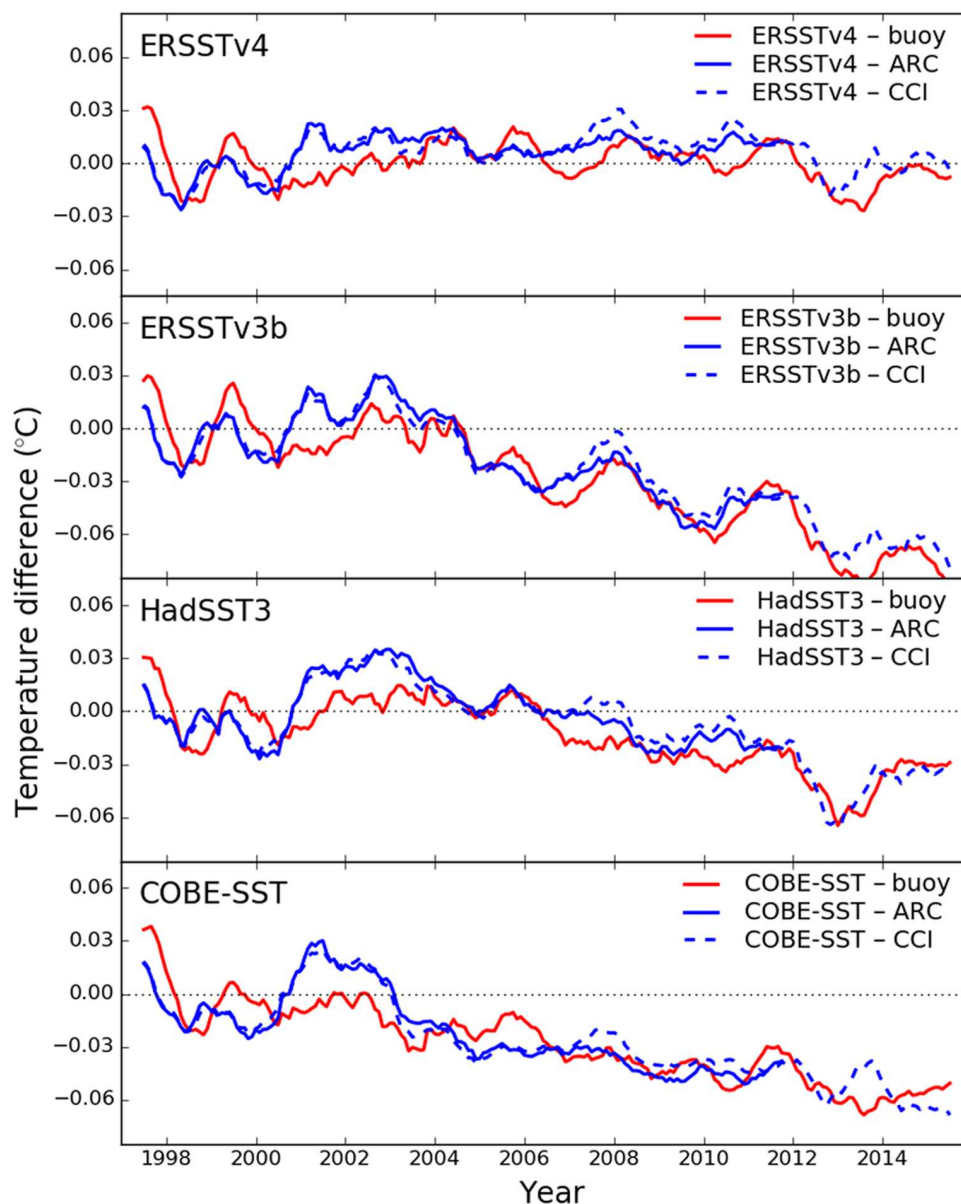 ERSSTv4
ERSSTv4 – buoy
ERSSTv4 – ARC
ERSSTv4 – CCI
0.06
0.03
0.00
−0.03
−0.06
ERSSTv3b
ERSSTv3b – buoy
ERSSTv3b – ARC
ERSSTv3b – CCI
0.06
0.03
0.00
−0.03
−0.06
HadSST3
HadSST3 – buoy
HadSST3 – ARC
HadSST3 – CCI
0.06
0.03
0.00
−0.03
−0.06
COBE-SST
COBE-SST – buoy
COBE-SST – ARC
COBE-SST – CCI
0.06
0.03
0.00
−0.03
−0.06
Temperature difference (°C)
1998 2000 2002 2004 2006 2008 2010 2012 2014
Year